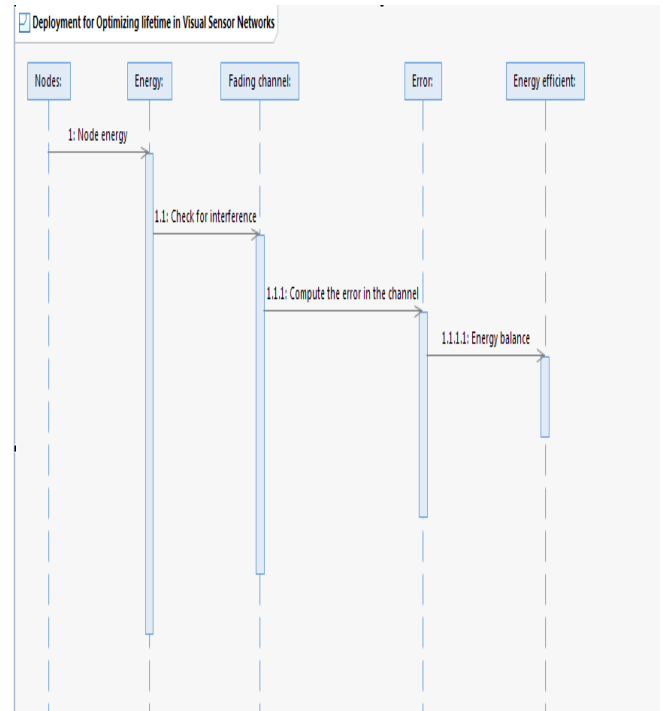 Deployment for Optimizing lifetime in Visual Sensor Networks
Nodes:
Energy:
Fading channel:
Error:
Energy efficient:
1: Node energy
1.1: Check for interference
1.1.1: Compute the error in the channel
1.1.1.1: Energy balance